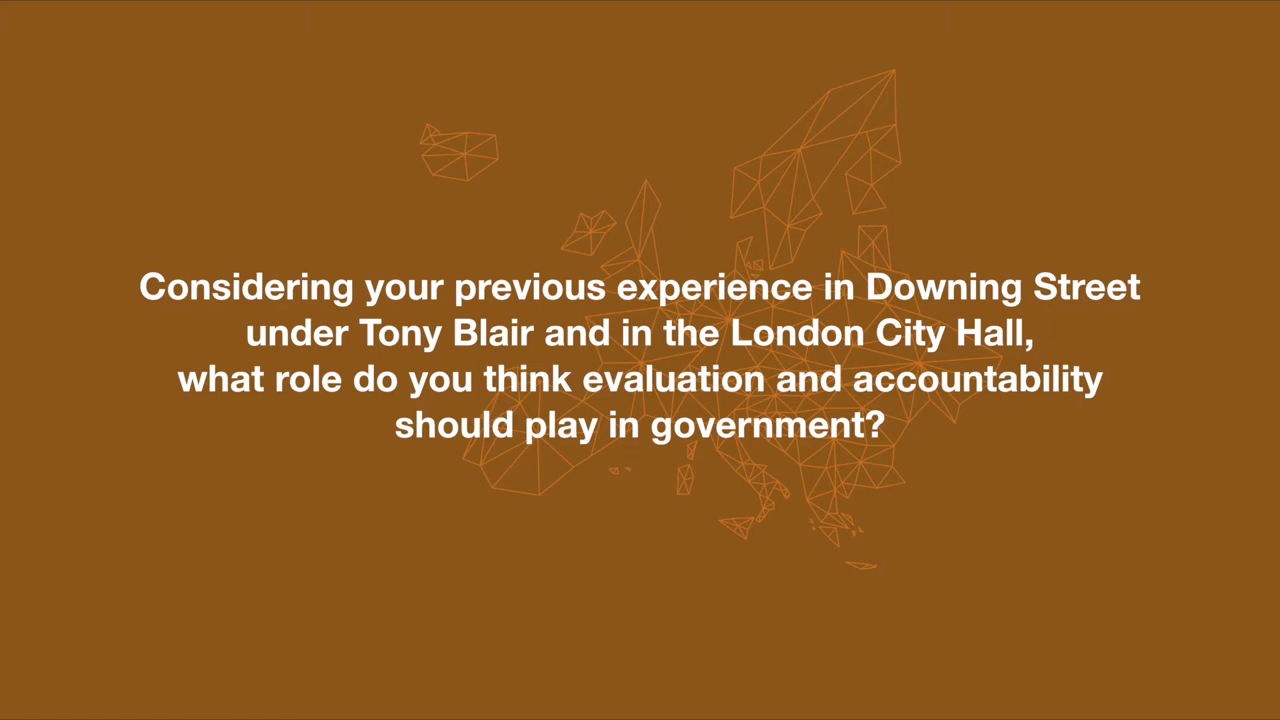 Considering your previous experience in Downing Street
under Tony Blair and in the London City Hall,
what role do you think evaluation and accountability
should play in government?